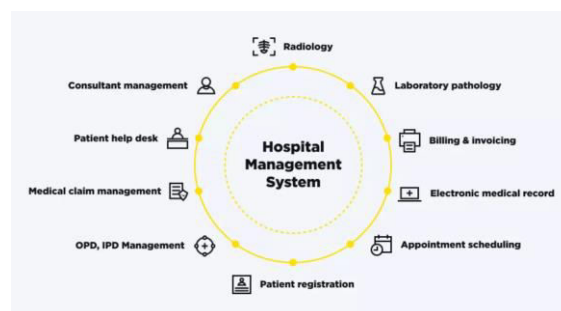 Radiology
Consultant management
Laboratory pathology
Patient help desk
Billing & invoicing
Hospital
Management
System
Medical claim management
Electronic medical record
OPD, IPD Management
Appointment scheduling
Patient registration